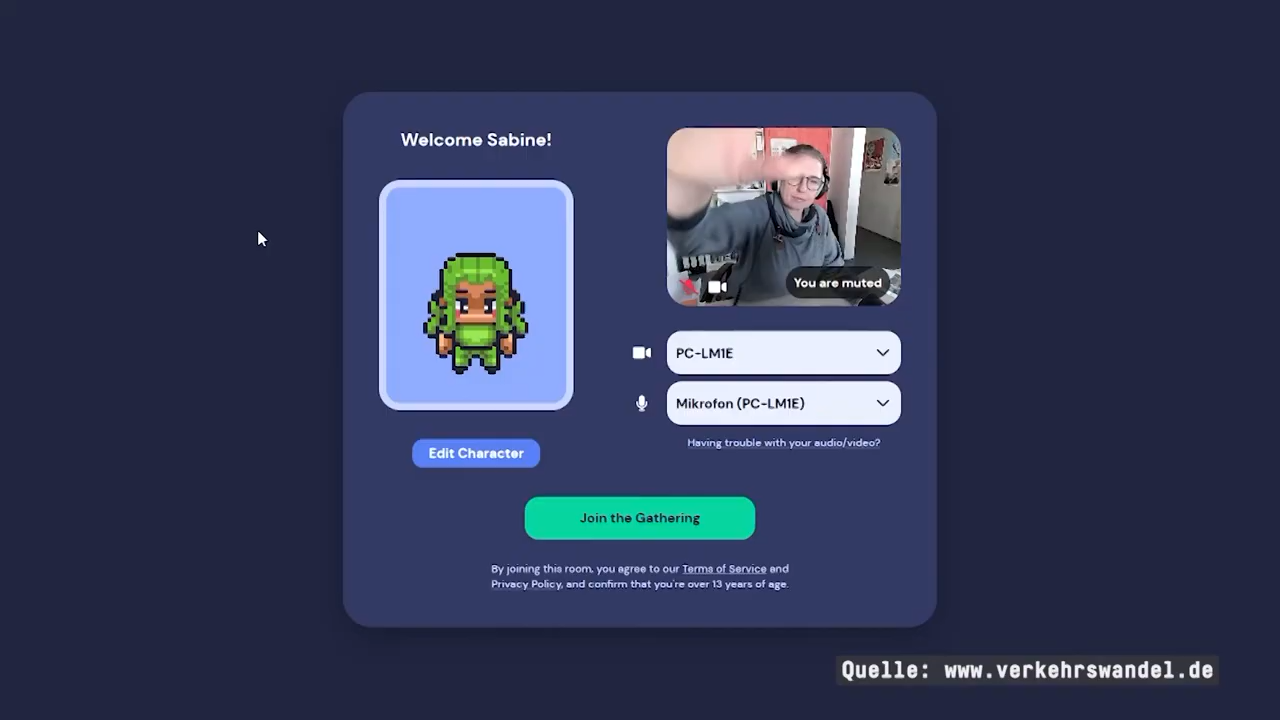 Welcome Sabine!
You are muted
PC-LM1E
Mikrofon (PC-LM1E)
Having trouble with your audio/video?
Edit Character
Join the Gathering
By joining this room, you agree to our Terms of Service and
Privacy Policy, and confirm that you're over 13 years of age.
Quelle: www.verkehrswandel.de